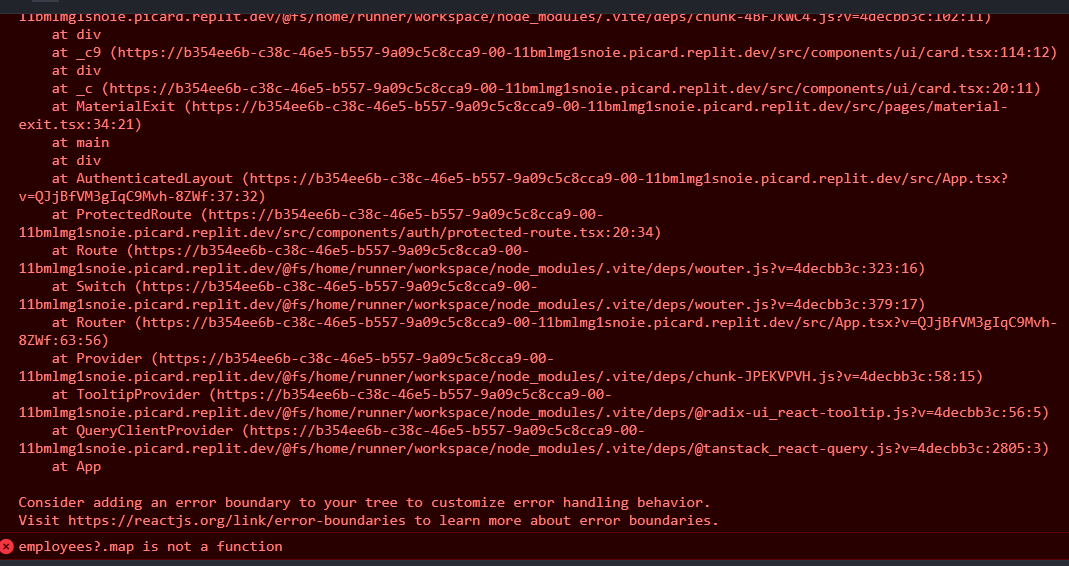 11bmlmg1snoie.picard.replit.dev/@fs/home/runner/workspace/node_modules/.vite/deps/chunk-4BFJKWC4.js?v=4decbb3c:102:11)
at div
at _c9 (https://b354ee6b-c38c-46e5-b557-9a09c5c8cca9-00-11bmlmg1snoie.picard.replit.dev/src/components/ui/card.tsx:114:12)
at div
at _c (https://b354ee6b-c38c-46e5-b557-9a09c5c8cca9-00-11bmlmg1snoie.picard.replit.dev/src/components/ui/card.tsx:20:11)
at MaterialExit (https://b354ee6b-c38c-46e5-b557-9a09c5c8cca9-00-11bmlmg1snoie.picard.replit.dev/src/pages/material-
exit.tsx:34:21)
at main
at div
at AuthenticatedLayout (https://b354ee6b-c38c-46e5-b557-9a09c5c8cca9-00-11bmlmg1snoie.picard.replit.dev/src/App.tsx?
v=QJjBfVM3gIqC9Mvh-8ZWf:37:32)
at ProtectedRoute (https://b354ee6b-c38c-46e5-b557-9a09c5c8cca9-00-
11bmlmg1snoie.picard.replit.dev/src/components/auth/protected-route.tsx:20:34)
at Route (https://b354ee6b-c38c-46e5-b557-9a09c5c8cca9-00-
11bmlmg1snoie.picard.replit.dev/@fs/home/runner/workspace/node_modules/.vite/deps/wouter.js?v=4decbb3c:323:16)
at Switch (https://b354ee6b-c38c-46e5-b557-9a09c5c8cca9-00-
11bmlmg1snoie.picard.replit.dev/@fs/home/runner/workspace/node_modules/.vite/deps/wouter.js?v=4decbb3c:379:17)
at Router (https://b354ee6b-c38c-46e5-b557-9a09c5c8cca9-00-11bmlmg1snoie.picard.replit.dev/src/App.tsx?v=QJjBfVM3gIqC9Mvh-
8ZWf:63:56)
at Provider (https://b354ee6b-c38c-46e5-b557-9a09c5c8cca9-00-
11bmlmg1snoie.picard.replit.dev/@fs/home/runner/workspace/node_modules/.vite/deps/chunk-JPEKVPVH.js?v=4decbb3c:58:15)
at TooltipProvider (https://b354ee6b-c38c-46e5-b557-9a09c5c8cca9-00-
11bmlmg1snoie.picard.replit.dev/@fs/home/runner/workspace/node_modules/.vite/deps/@radix-ui_react-tooltip.js?v=4decbb3c:56:5)
at QueryClientProvider (https://b354ee6b-c38c-46e5-b557-9a09c5c8cca9-00-
11bmlmg1snoie.picard.replit.dev/@fs/home/runner/workspace/node_modules/.vite/deps/@tanstack_react-query.js?v=4decbb3c:2805:3)
at App
Consider adding an error boundary to your tree to customize error handling behavior.
Visit https://reactjs.org/link/error-boundaries to learn more about error boundaries.
employees?.map is not a function